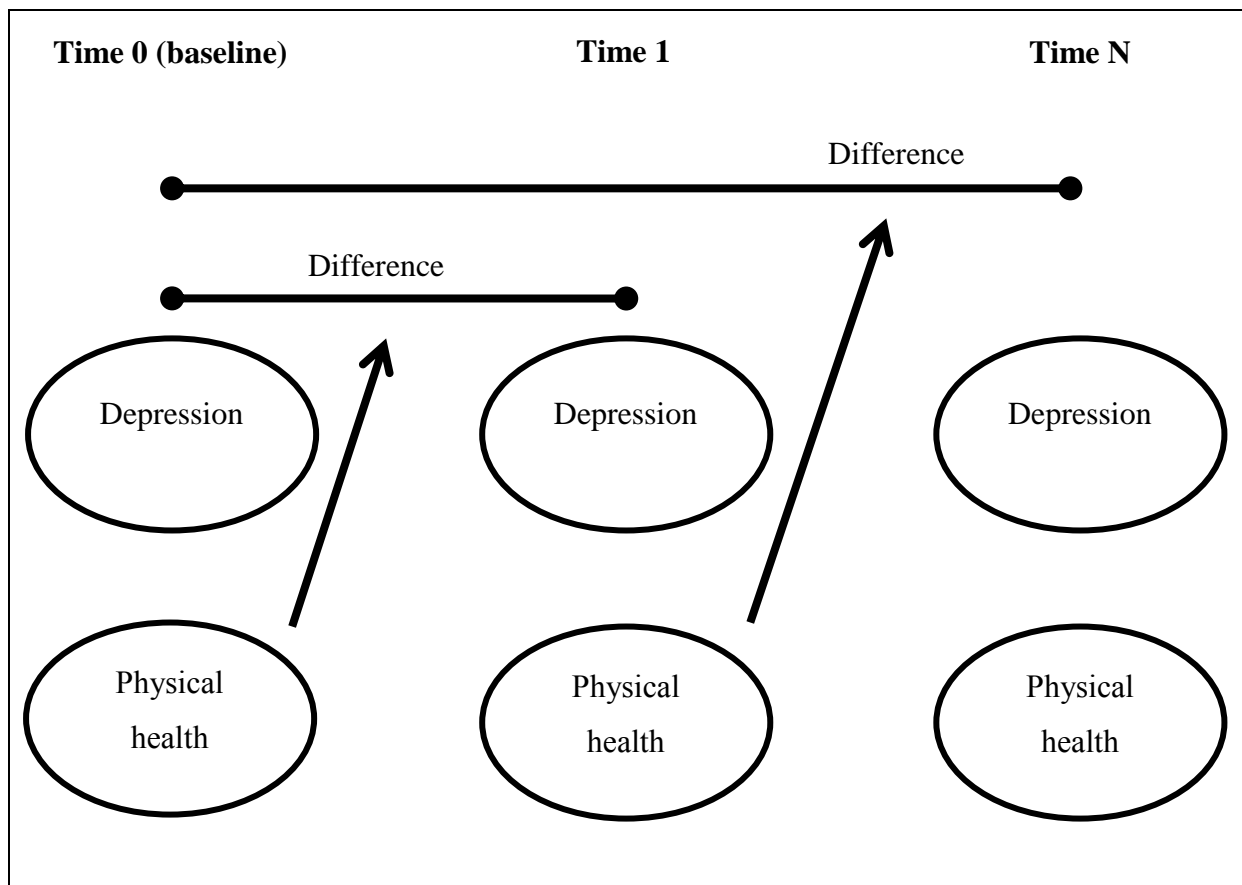 Time 0 (baseline)
Time 1
Time N
Difference
Difference
Depression
Depression
Depression
Physical
health
Physical
health
Physical
health